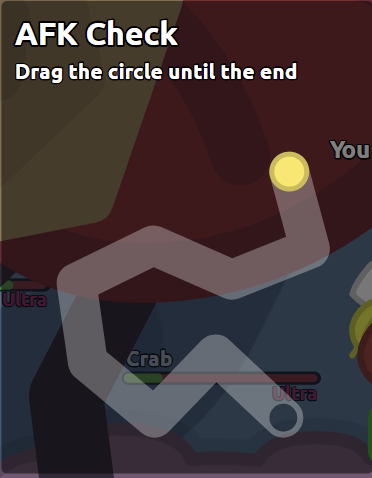 AFK Check
Drag the circle until the end
You
Ultra
Crab
Ultra